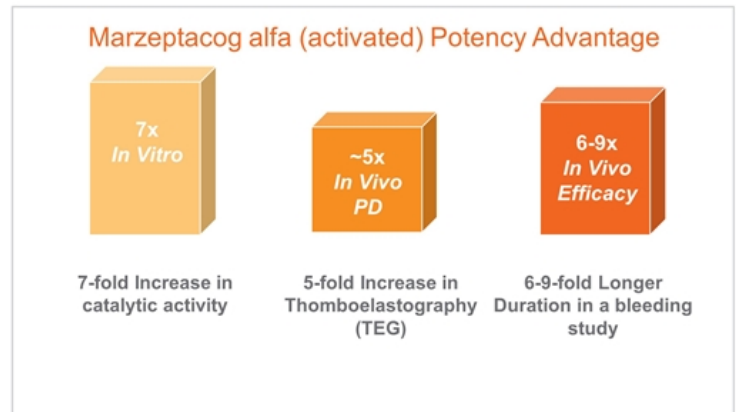 Marzeptacog alfa (activated) Potency Advantage
7x
In Vitro
~5x
In Vivo
PD
6-9x
In Vivo
Efficacy
7-fold Increase in
catalytic activity
5-fold Increase in
Thomboelastography
(TEG)
6-9-fold Longer
Duration in a bleeding
study